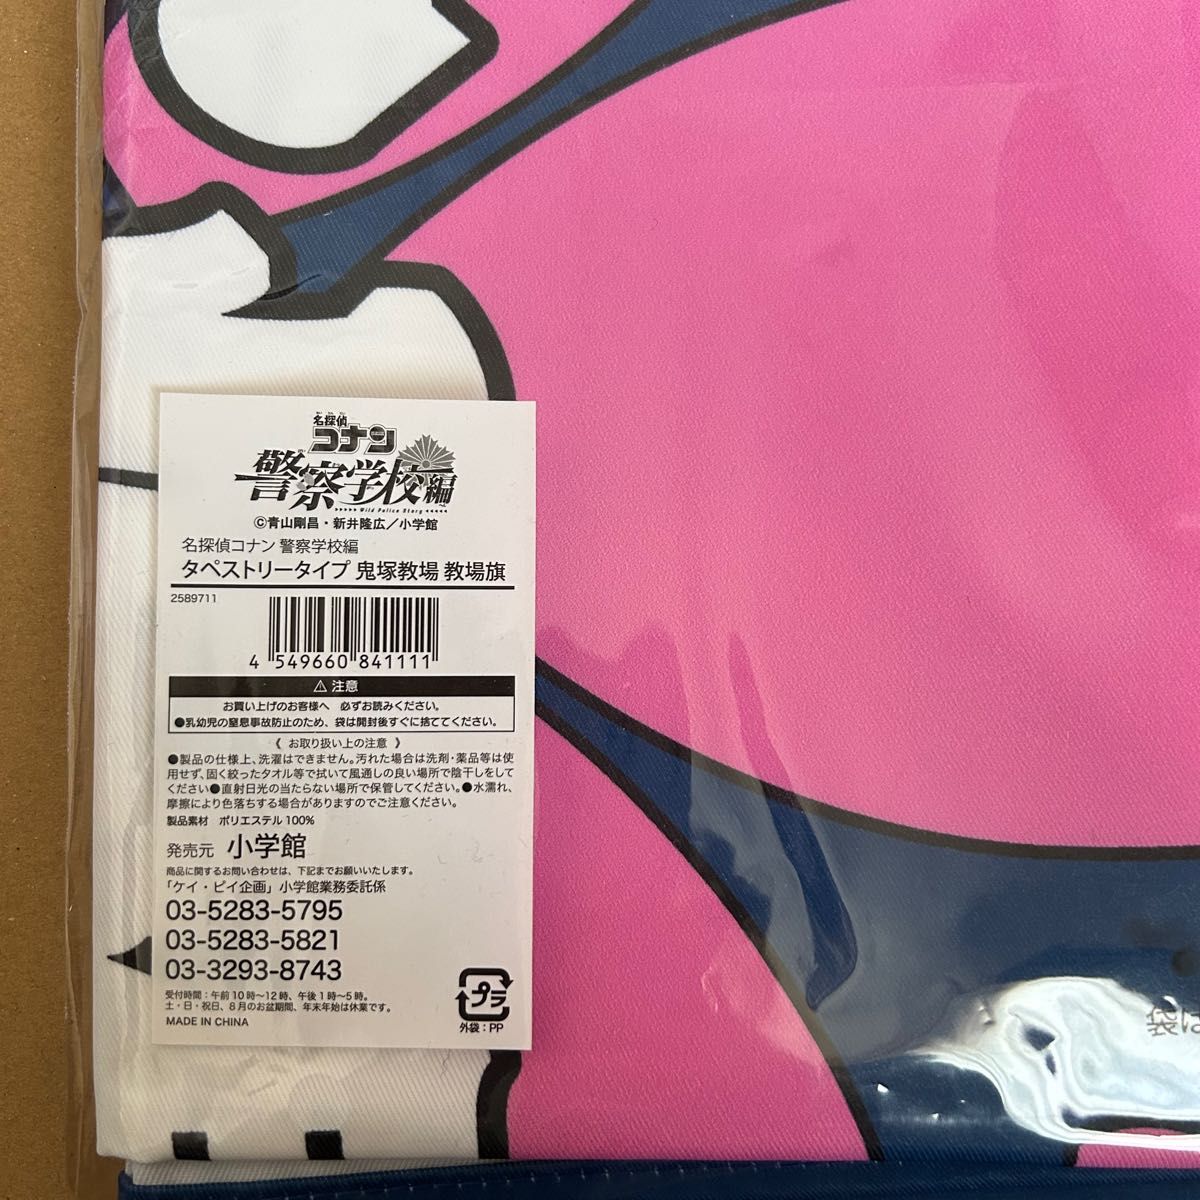 名探偵
コナン
警察学校編
Wild Police Story
©青山剛昌・新井隆広／小学館
名探偵コナン 警察学校編
タペストリータイプ 鬼塚教場 教場旗
2589711
4 549660 841111
⚠注意
お買い上げのお客様へ 必ずお読みください。
●乳幼児の窒息事故防止のため、袋は開封後すぐに捨ててください。
《 お取り扱い上の注意 》
●製品の仕様上、洗濯はできません。汚れた場合は洗剤・薬品等は使
用せず、固く絞ったタオル等で拭いて風通しの良い場所で陰干しをして
ください●直射日光の当たらない場所で保管してください。●水濡れ、
摩擦により色落ちする場合がありますのでご注意ください。
製品素材 ポリエステル100%
発売元 小学館
商品に関するお問い合わせは、下記までお願いいたします。
「ケイ・ピイ企画」小学館業務委託係
03-5283-5795
03-5283-5821
03-3293-8743
受付時間：午前10時〜12時、午後1時〜5時。
土・日・祝日、8月のお盆期間、年末年始は休業です。
MADE IN CHINA
プラ
外袋：PP
袋は